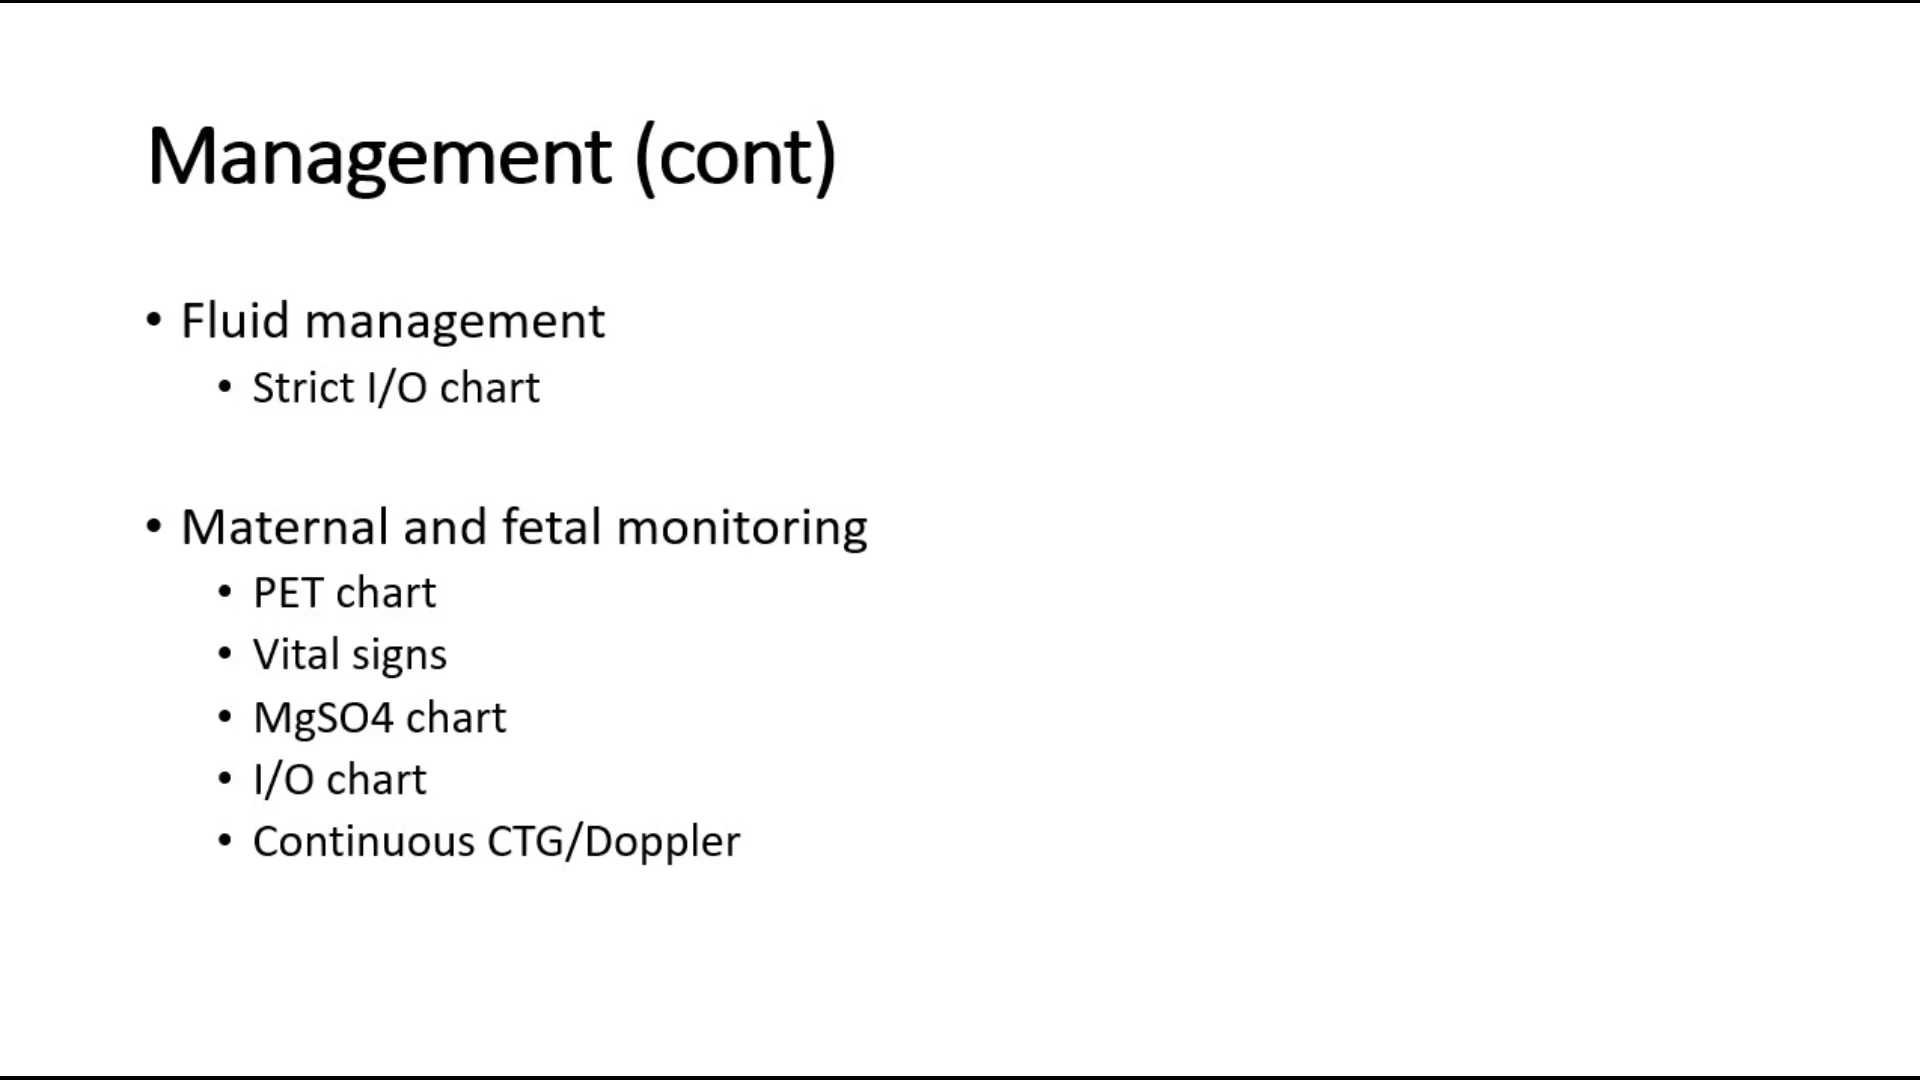 Management (cont)
• Fluid management
• Strict I/O chart
• Maternal and fetal monitoring
• PET chart
• Vital signs
• MgSO4 chart
• I/O chart
• Continuous CTG/Doppler